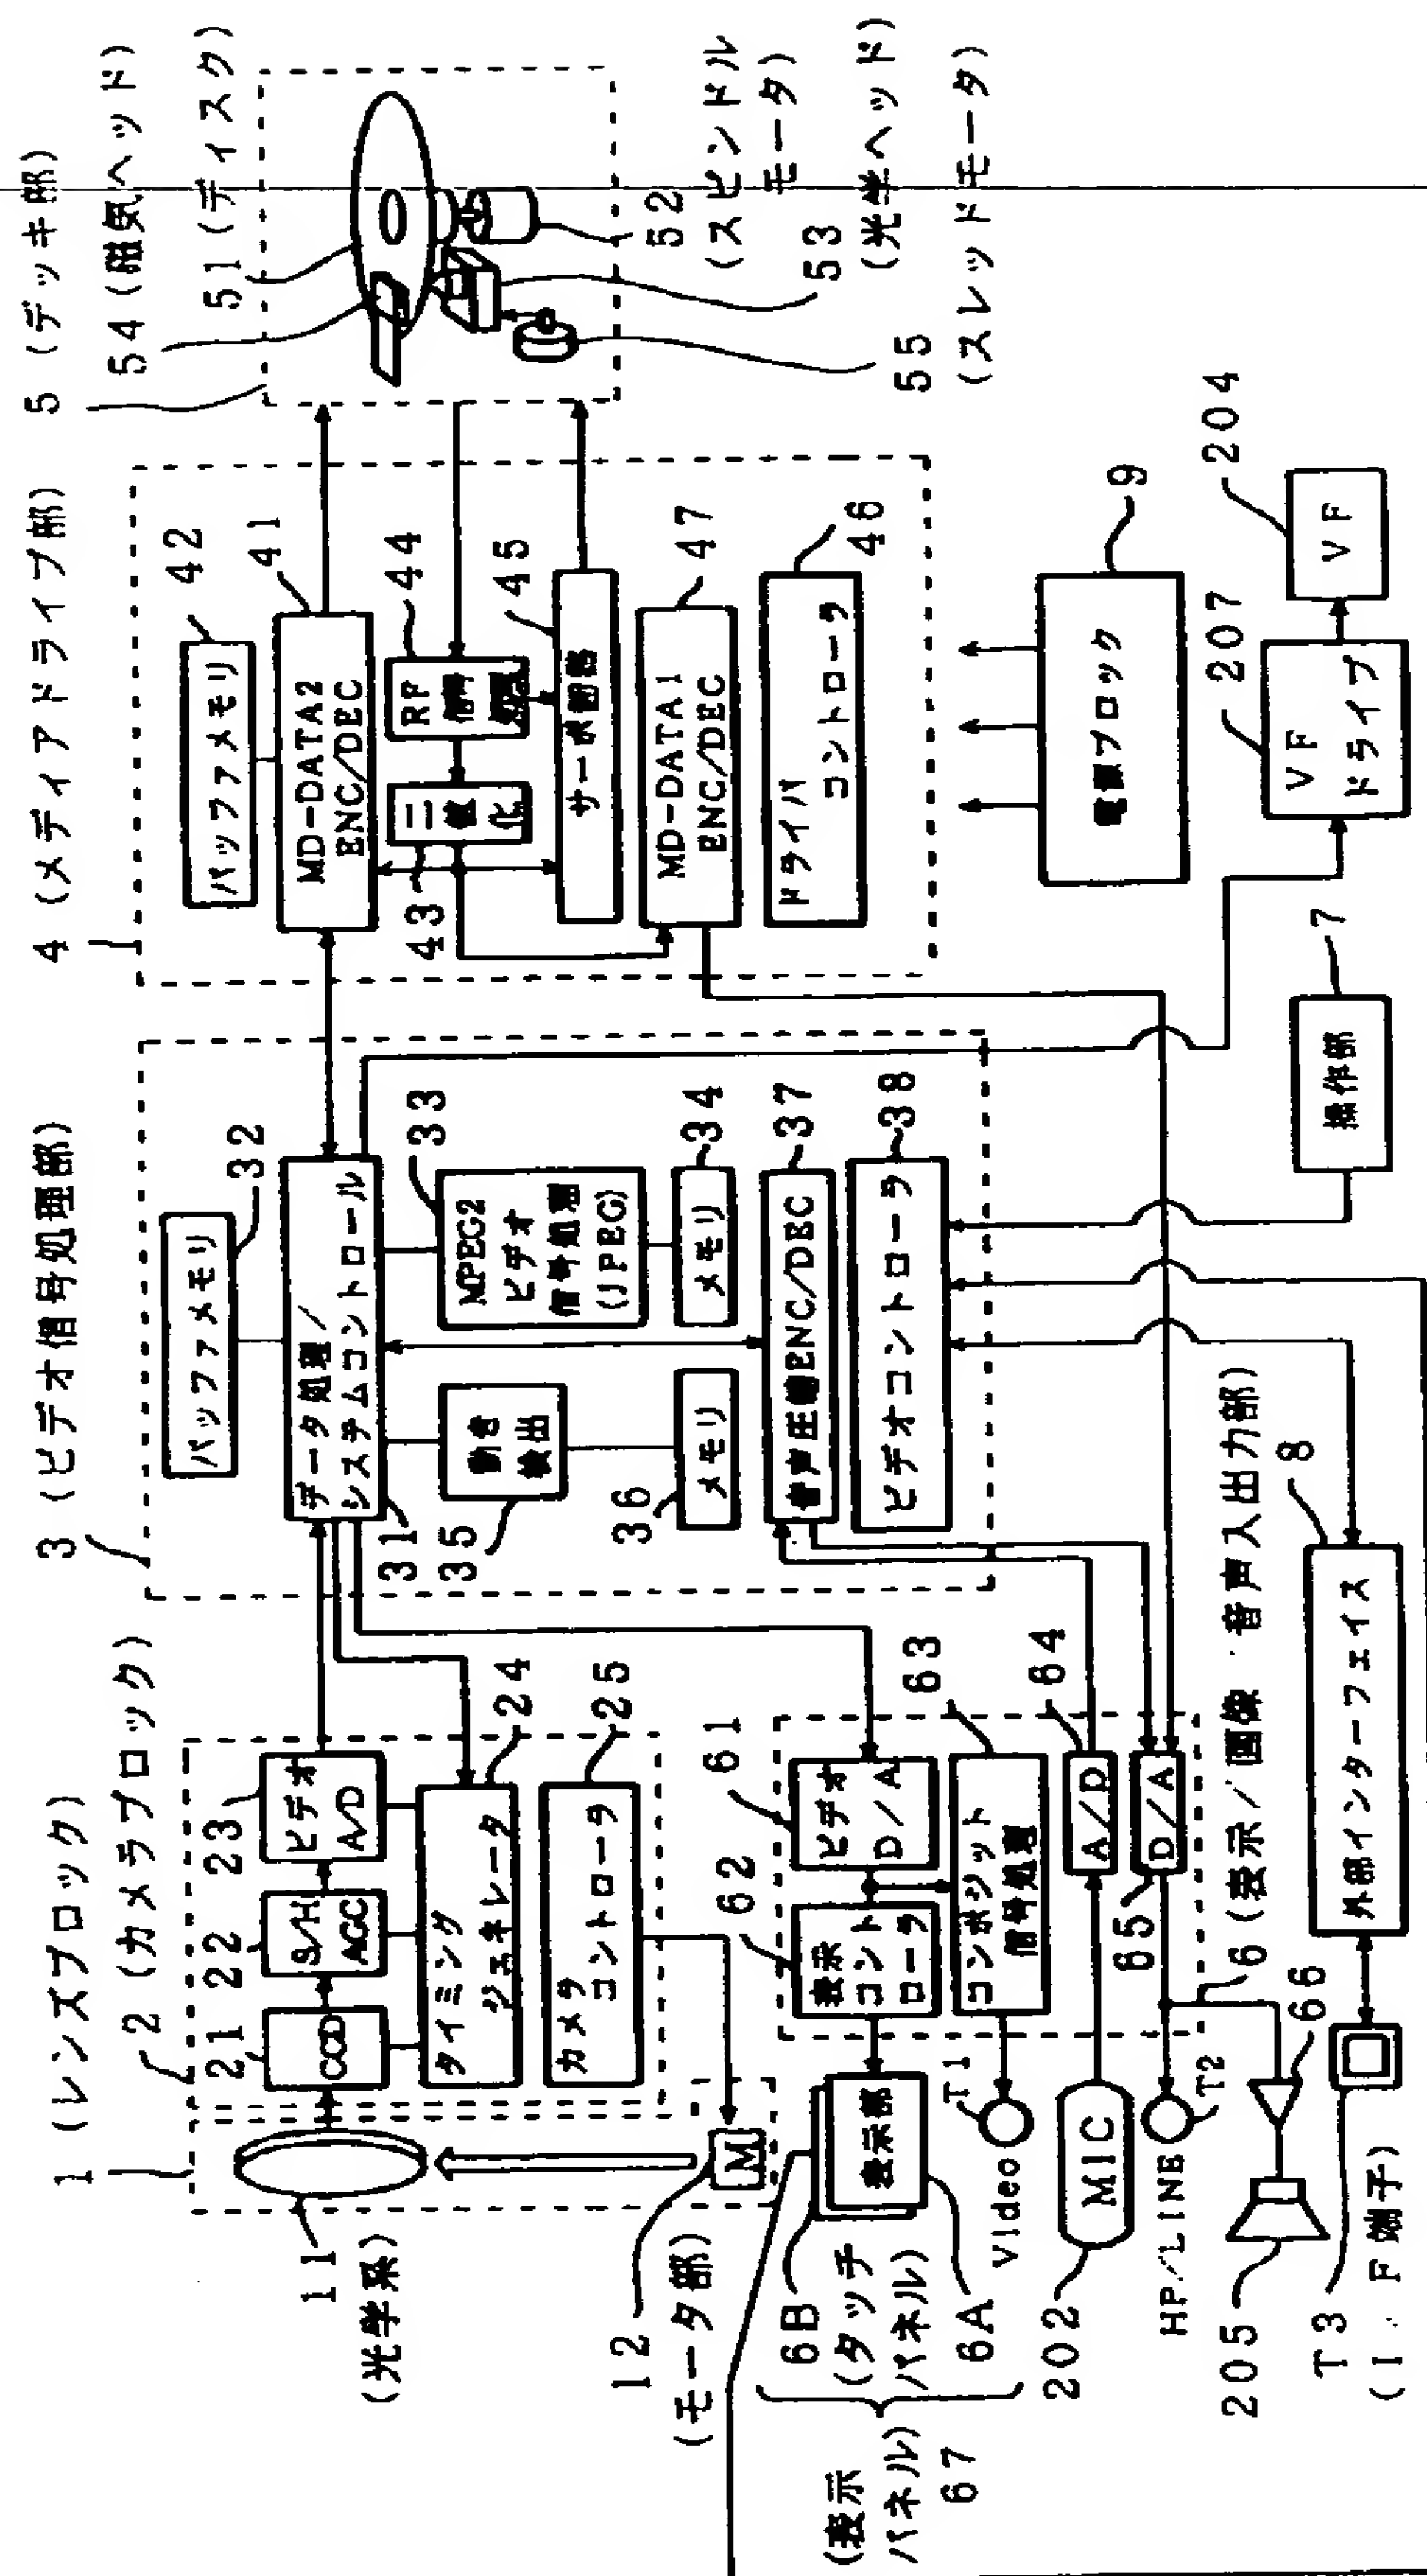 1 (レンズブロック)
2 (カメラブロック)
3 (ビデオ信号処理部)
4 (メディアドライブ部)
5 (デッキ部)
54 (磁気ヘッド)
51 (ディスク)
11
(光学系)
21
22
23
CCD
S/H
AGC
ビデオ
A/D
タイミング
ジェネレータ
24
カメラ
コントローラ
25
M
12
(モータ部)
バッファメモリ
32
データ処理/
システムコントロール
31
MPEG2
ビデオ
信号処理
(JPEG)
33
メモリ
34
動き
検出
35
メモリ
36
音声圧縮ENC/DEC
37
ビデオコントローラ
38
バッファメモリ
42
MD-DATA2
ENC/DEC
41
RF
信号
処理
44
二
値
化
43
サーボ回路
45
MD-DATA1
ENC/DEC
47
ドライバ
コントローラ
46
52
(スピンドル
モータ)
53
(光学ヘッド)
55
(スレッドモータ)
61
ビデオ
D/A
62
表示
コント
ローラ
63
コンポジット
信号処理
64
A/D
65
D/A
6 (表示/画像・音声入出力部)
表示部
6B
(タッチ
パネル)
6A
(表示
パネル)
67
T1
Video
MIC
202
HP/LINE
T2
66
205
T3
(I/F端子)
外部インターフェイス
8
操作部
7
電源ブロック
9
VF
ドライブ
207
VF
204